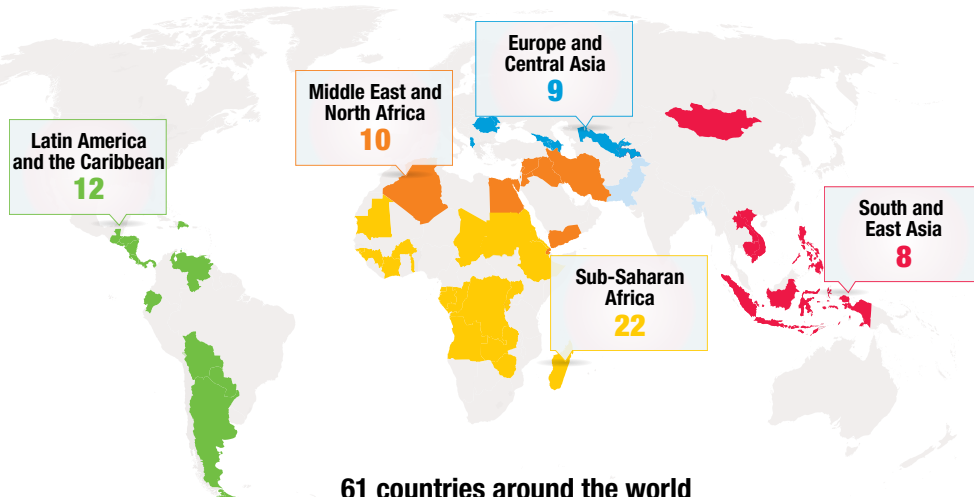 Europe and
Central Asia
9
Middle East and
North Africa
10
Latin America
and the Caribbean
12
South and
East Asia
8
Sub-Saharan
Africa
22
61 countries around the world